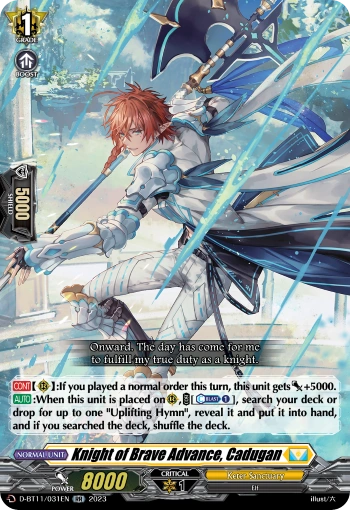 1
GRADE
BOOST
5000
SHIELD
Onward. The day has come for me
to fulfill my true duty as a knight.
CONT【】:If you played a normal order this turn, this unit gets +5000.
AUTO:When this unit is placed on , [ BLAST 1], search your deck or
drop for up to one "Uplifting Hymn", reveal it and put it into hand,
and if you searched the deck, shuffle the deck.
NORMAL UNIT
Knight of Brave Advance, Cadugan
POWER 8000
CRITICAL
1
Keter Sanctuary
Elf
D-BT11/031EN RR 2023
illust/六